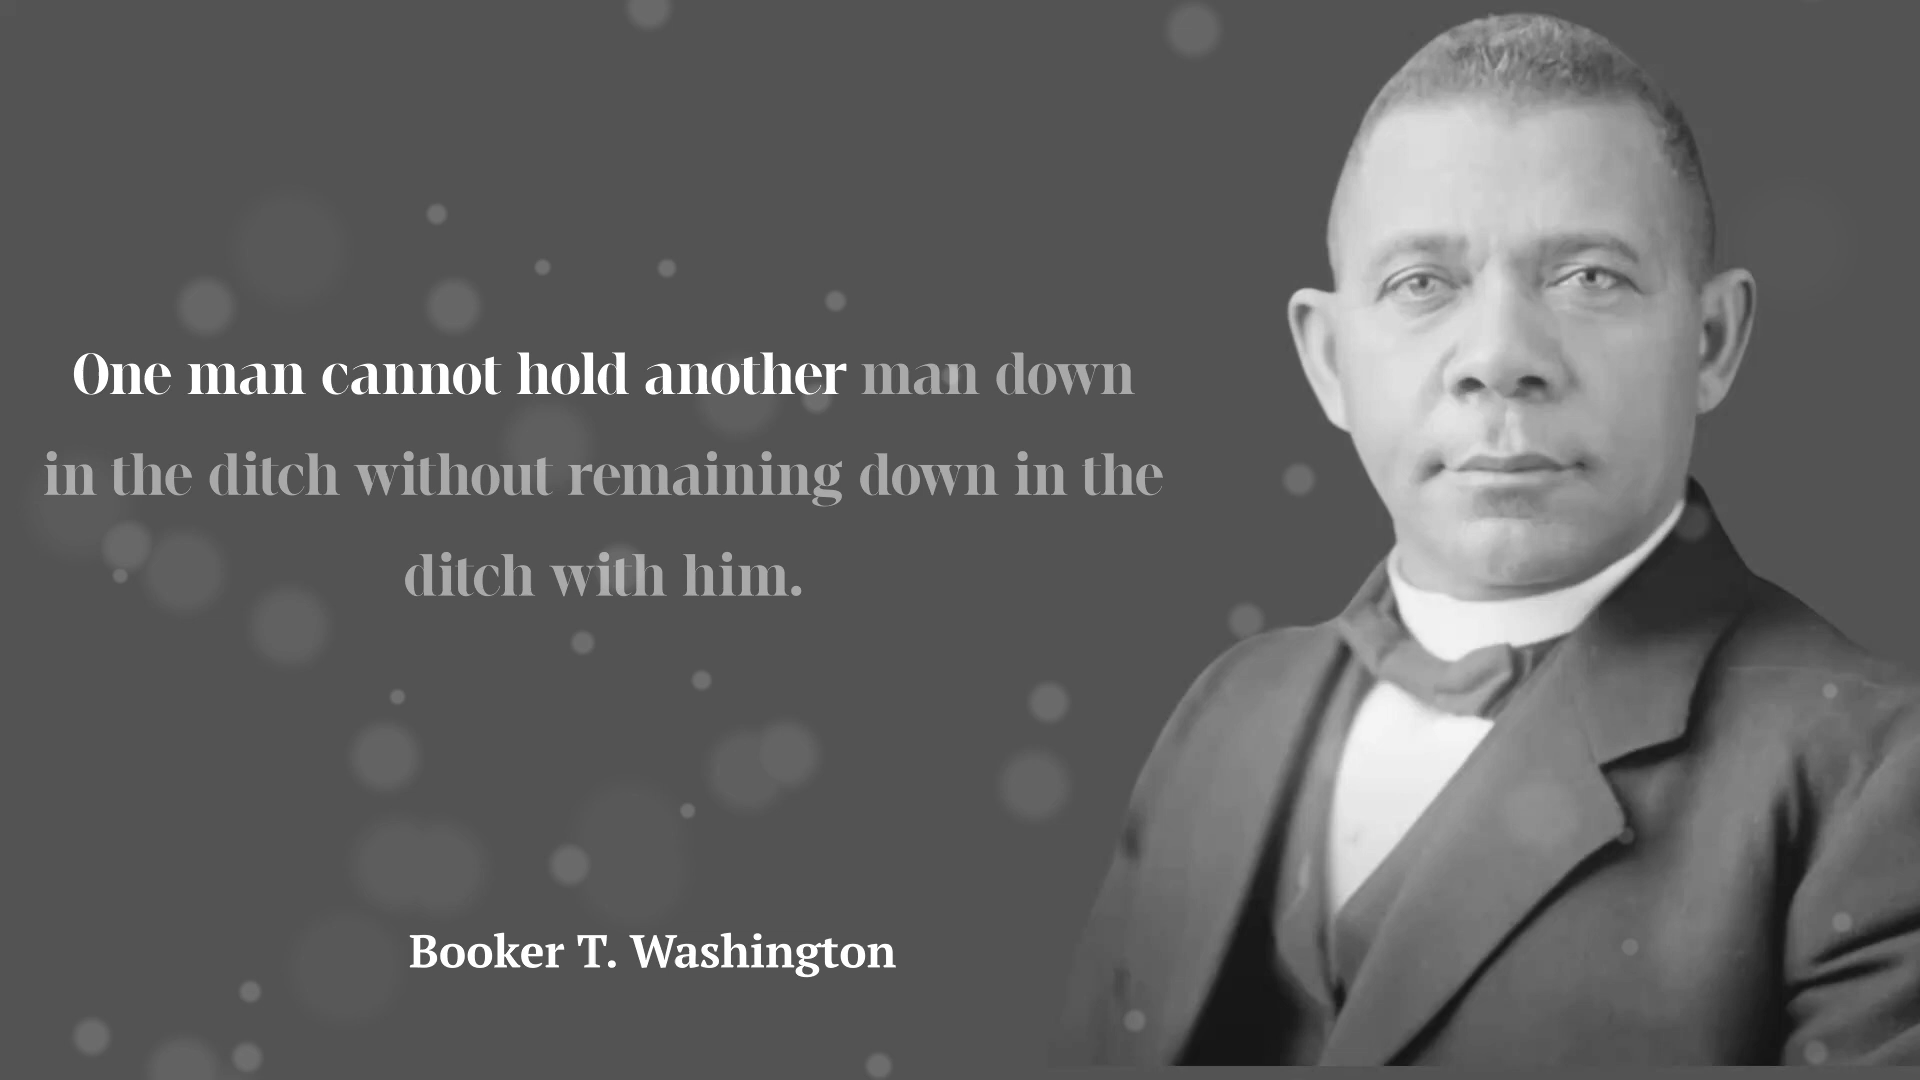 One man cannot hold another man down
in the ditch without remaining down in the
ditch with him.
Booker T. Washington